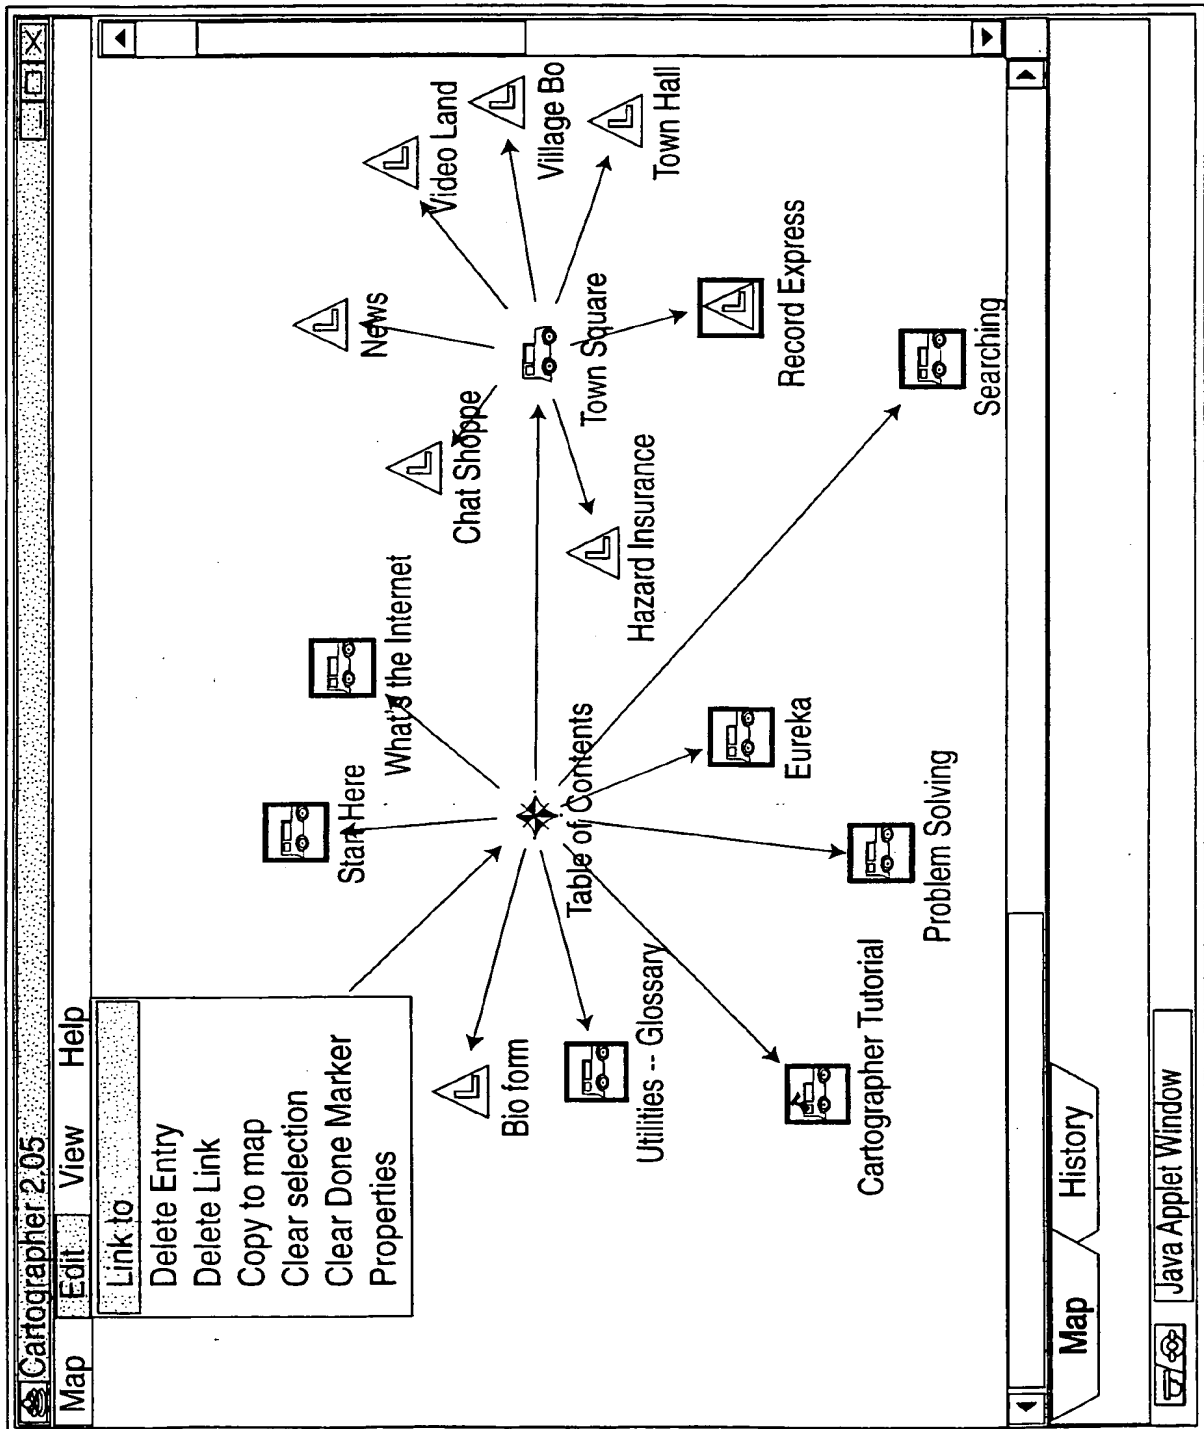 Cartographer 2.05
Map Edit View Help
Link to
Delete Entry
Delete Link
Copy to map
Clear selection
Clear Done Marker
Properties
Start Here
What's the Internet
News
Chat Shoppe
Video Land
Village Bo
Town Hall
Town Square
Table of Contents
Bio form
Hazard Insurance
Utilities -- Glossary
Record Express
Eureka
Cartographer Tutorial
Problem Solving
Searching
Map History
Java Applet Window